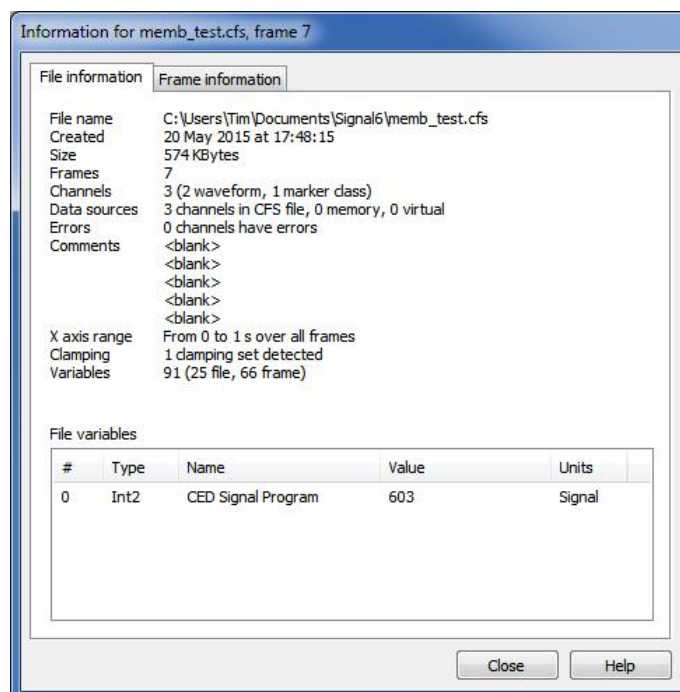 Information for memb_test.cfs, frame 7
File information Frame information
File name C:\Users\Tim\Documents\Signal6\memb_test.cfs
Created 20 May 2015 at 17:48:15
Size 574 KBytes
Frames 7
Channels 3 (2 waveform, 1 marker class)
Data sources 3 channels in CFS file, 0 memory, 0 virtual
Errors 0 channels have errors
Comments <blank>
<blank>
<blank>
<blank>
<blank>
X axis range From 0 to 1 s over all frames
Clamping 1 clamping set detected
Variables 91 (25 file, 66 frame)
File variables
# Type Name Value Units
0 Int2 CED Signal Program 603 Signal
Close Help